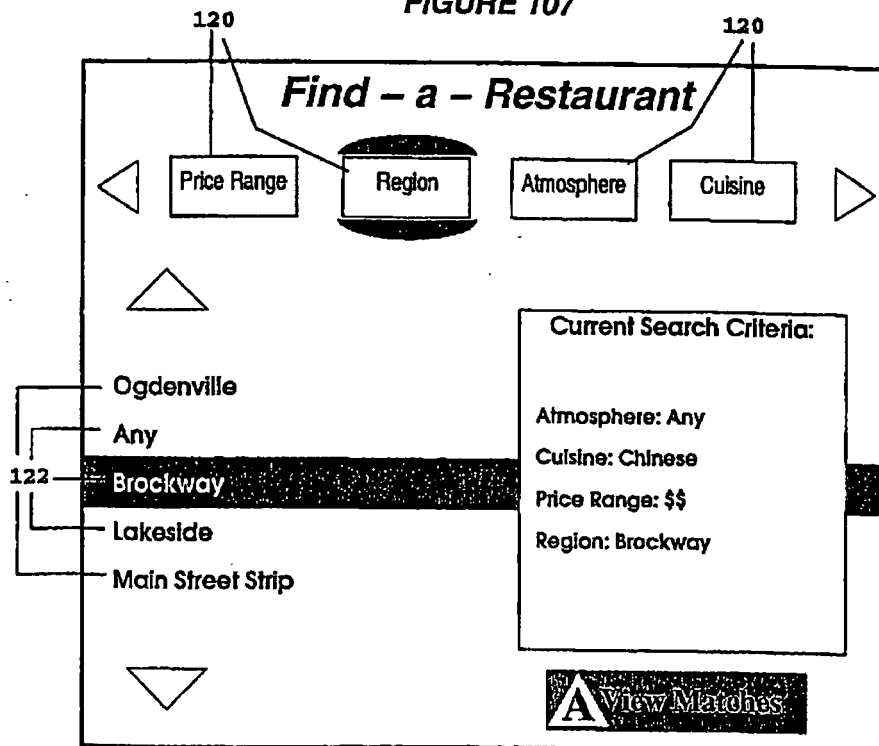 FIGURE 107
120 120
Find – a – Restaurant
Price Range Region Atmosphere Cuisine
Current Search Criteria:
Ogdenville
Atmosphere: Any
Any
Cuisine: Chinese
122 Brockway
Price Range: $$
Lakeside
Region: Brockway
Main Street Strip
A View Matches